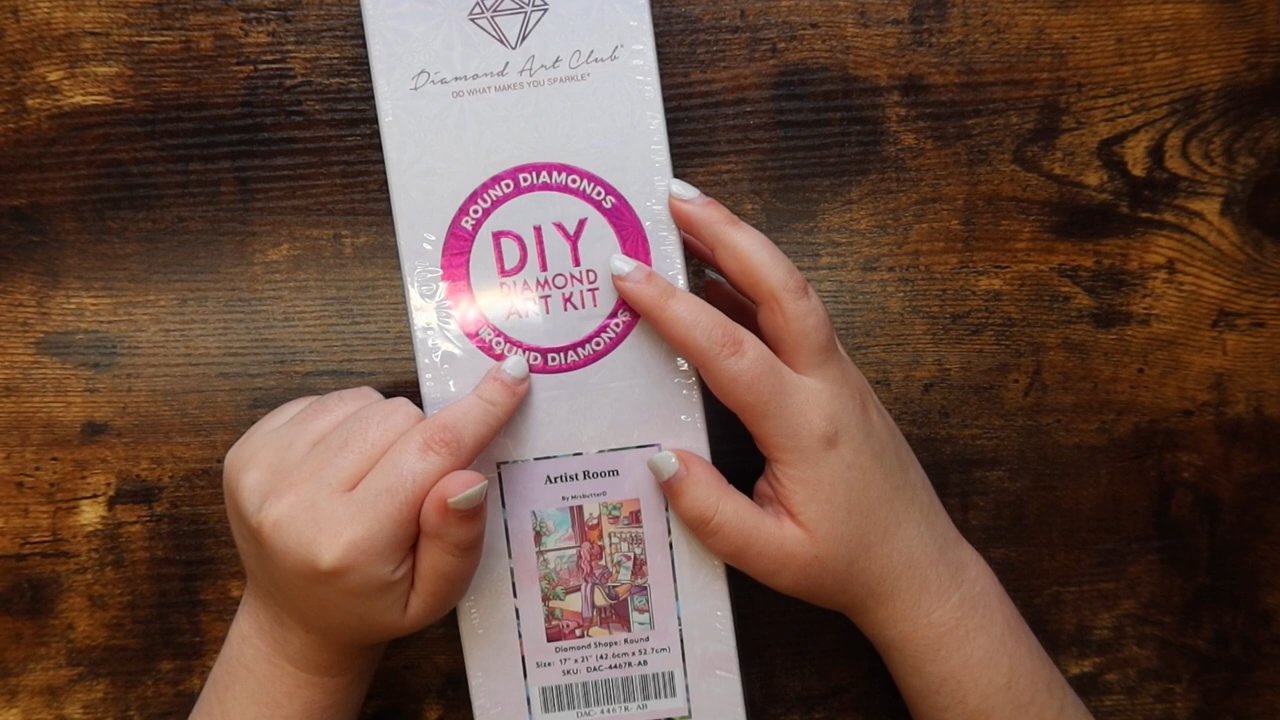 Diamond Art Club®
DO WHAT MAKES YOU SPARKLE®
ROUND DIAMONDS
DIY
DIAMOND
ART KIT
ROUND DIAMONDS
Artist Room
By MrsButterD
Diamond Shape: Round
Size: 17" x 21" (42.6cm x 52.7cm)
SKU: DAC-4467R-AB
DAC- 4467R- AB